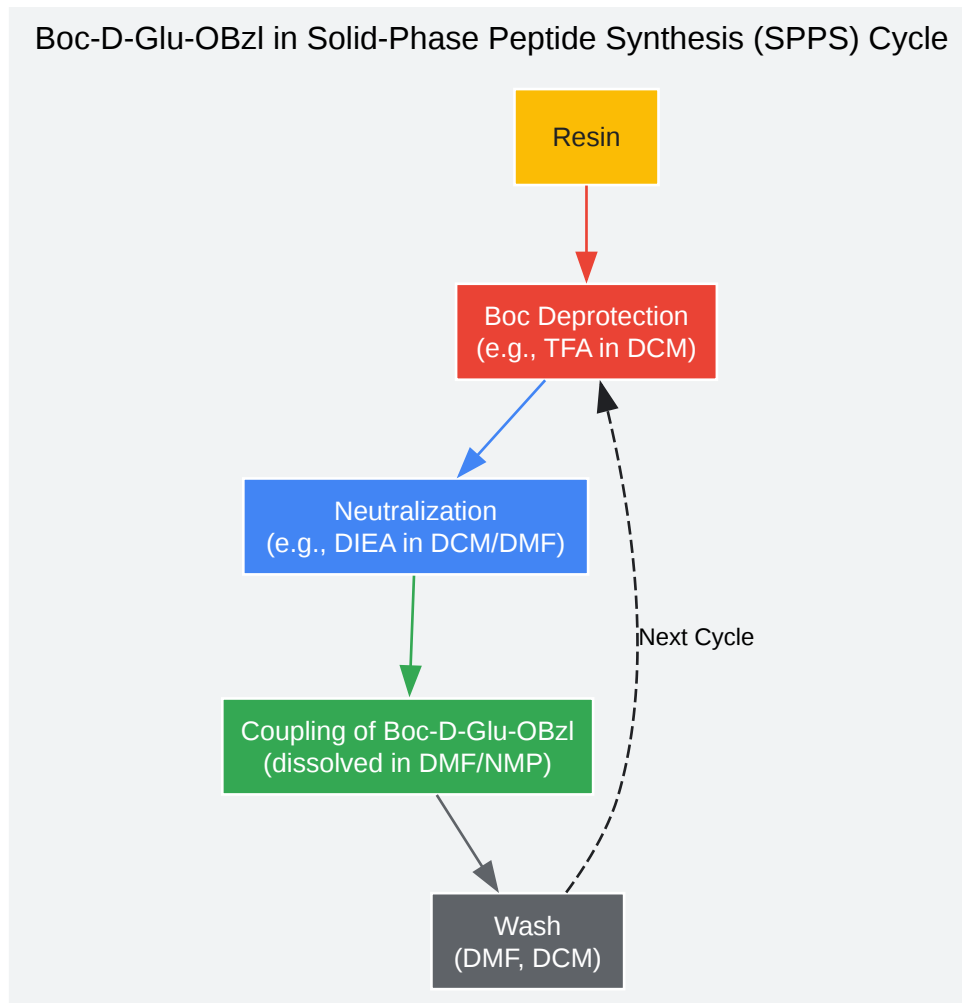 Boc-D-Glu-OBzl in Solid-Phase Peptide Synthesis (SPPS) Cycle
Resin
Boc Deprotection
(e.g., TFA in DCM)
Neutralization
(e.g., DIEA in DCM/DMF)
Next Cycle
Coupling of Boc-D-Glu-OBzl
(dissolved in DMF/NMP)
Wash
(DMF, DCM)